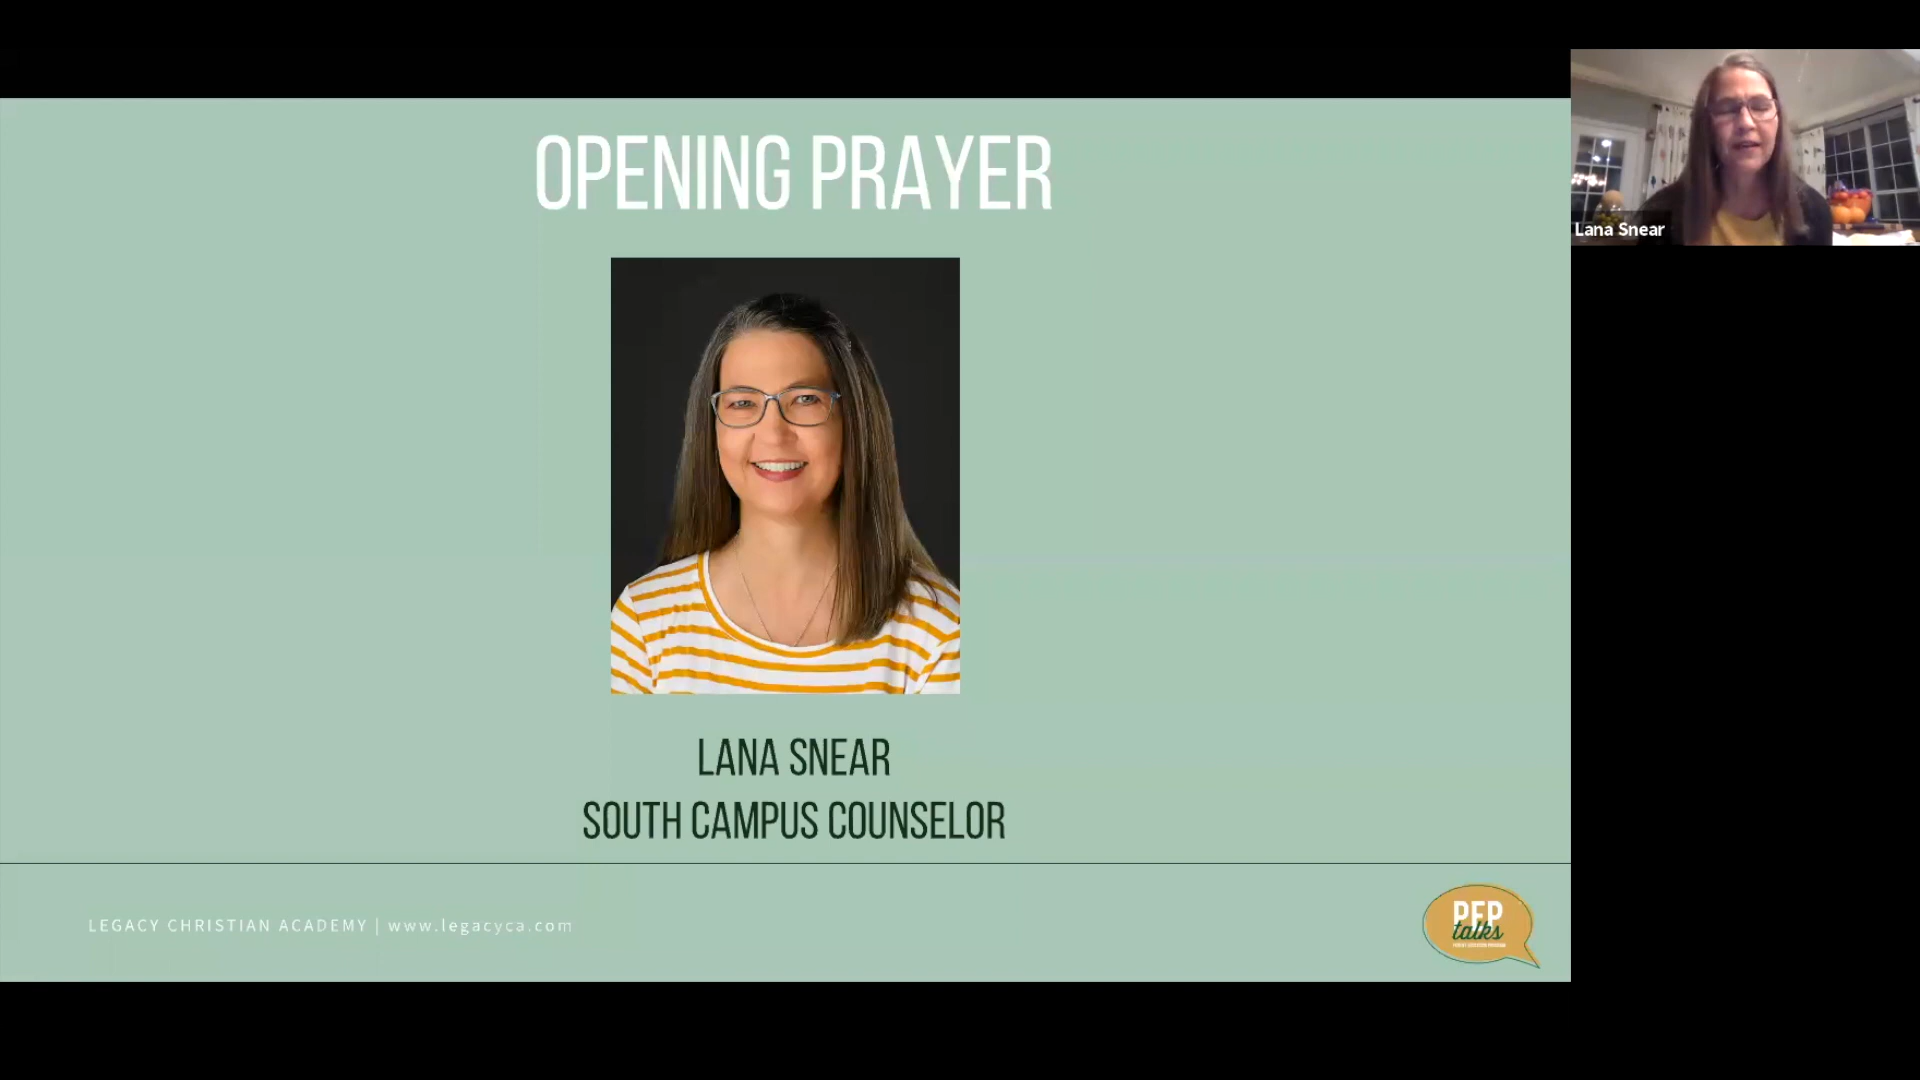 OPENING PRAYER
Lana Snear
LANA SNEAR
SOUTH CAMPUS COUNSELOR
LEGACY CHRISTIAN ACADEMY | www.legacyca.com
PEP
talks